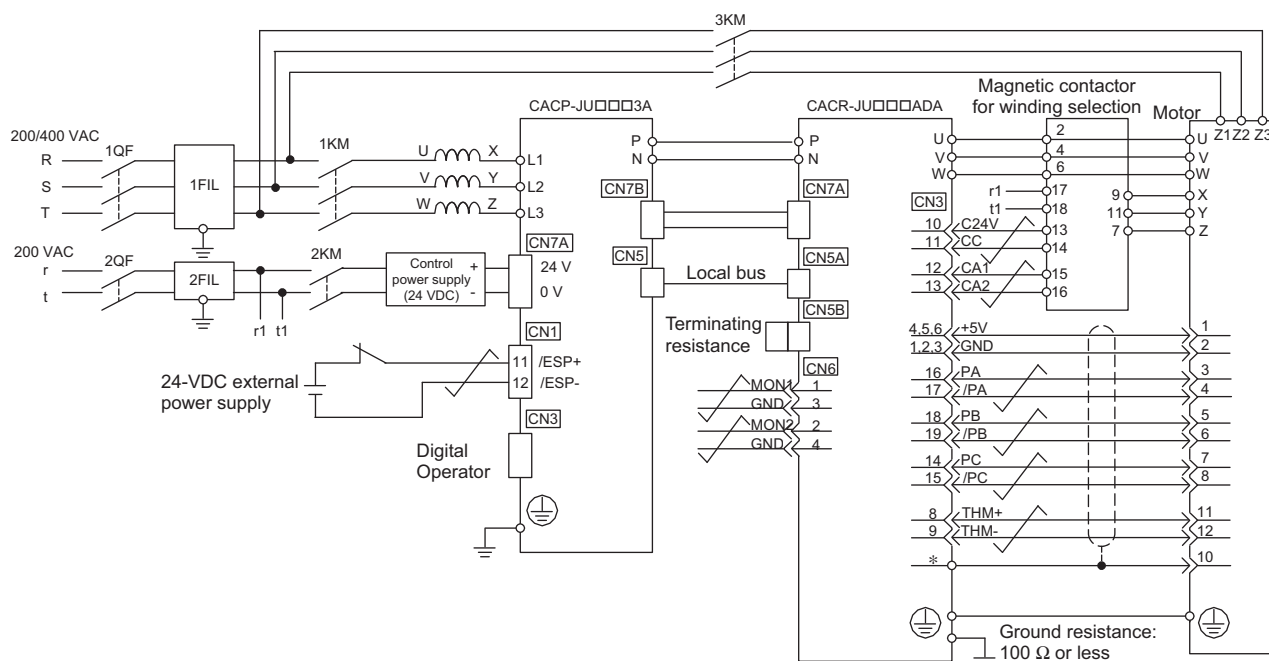 3KM
CACP-JU□□□3A
CACR-JU□□□ADA
Magnetic contactor
for winding selection
Motor
Z1 Z2 Z3
200/400 VAC
R
S
T
1QF
1FIL
1KM
U
X
V
Y
W
Z
L1
L2
L3
P
N
P
N
U
V
W
2
4
6
U
V
W
CN7B
CN7A
CN3
r1
17
t1
18
9
X
11
Y
7
Z
10
C24V
13
11
CC
14
12
CA1
15
13
CA2
16
200 VAC
r
t
2QF
2FIL
2KM
r1
t1
Control
power supply
(24 VDC)
+
-
CN7A
24 V
0 V
CN5
Local bus
CN5A
CN5B
Terminating
resistance
CN1
11
/ESP+
12
/ESP-
24-VDC external
power supply
CN3
Digital
Operator
CN6
MON1
1
GND
3
MON2
2
GND
4
4,5,6
+5V
1
1,2,3
GND
2
16
PA
3
17
/PA
4
18
PB
5
19
/PB
6
14
PC
7
15
/PC
8
8
THM+
11
9
THM-
12
*
10
Ground resistance:
100 Ω or less